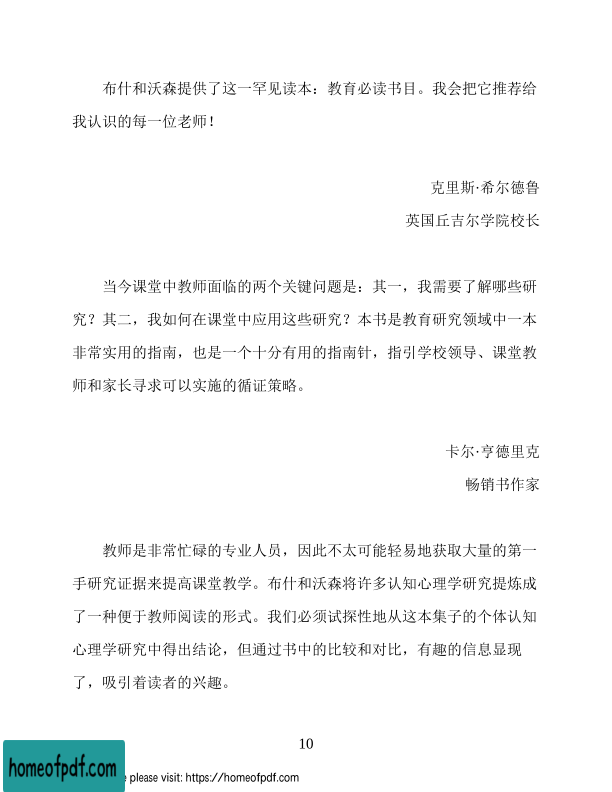 布什和沃森提供了这一罕见读本：教育必读书目。我会把它推荐给
我认识的每一位老师！
克里斯·希尔德鲁
英国丘吉尔学院校长
当今课堂中教师面临的两个关键问题是：其一，我需要了解哪些研
究？其二，我如何在课堂中应用这些研究？本书是教育研究领域中一本
非常实用的指南，也是一个十分有用的指南针，指引学校领导、课堂教
师和家长寻求可以实施的循证策略。
卡尔·亨德里克
畅销书作家
教师是非常忙碌的专业人员，因此不太可能轻易地获取大量的第一
手研究证据来提高课堂教学。布什和沃森将许多认知心理学研究提炼成
了一种便于教师阅读的形式。我们必须试探性地从这本集子的个体认知
心理学研究中得出结论，但通过书中的比较和对比，有趣的信息显现
了，吸引着读者的兴趣。
10
homeofpdf.com
please visit: https://homeofpdf.com